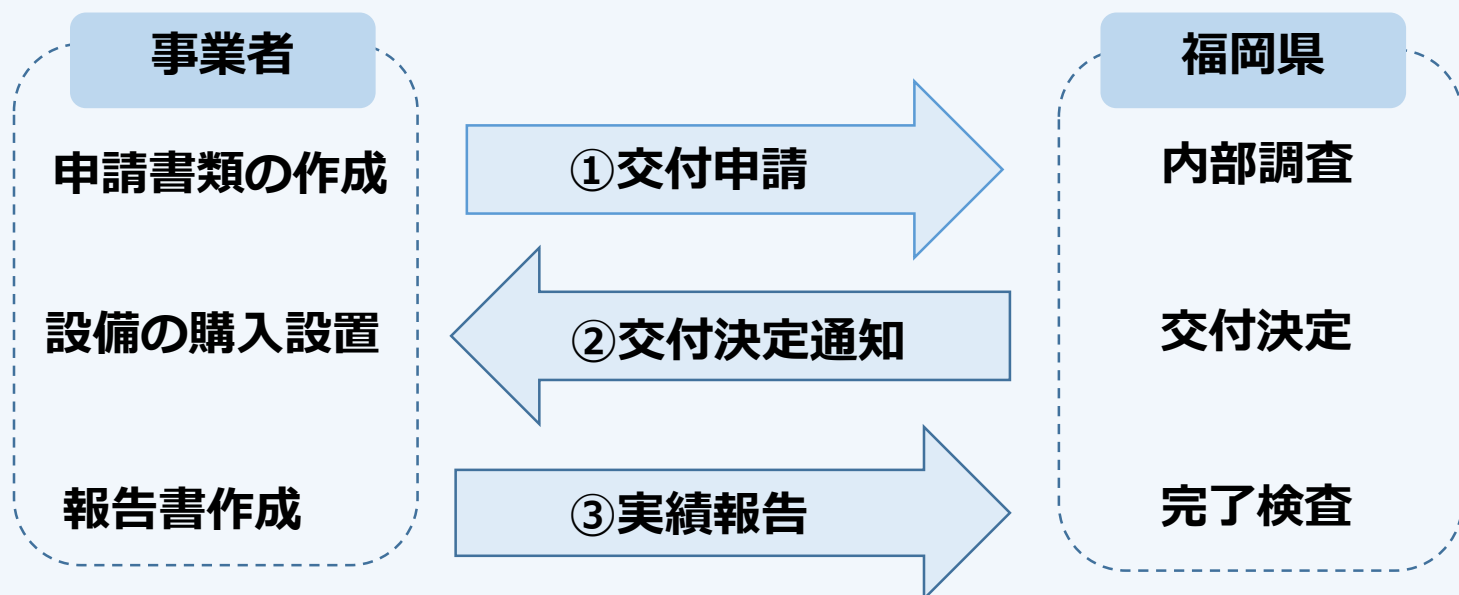 事業者
福岡県
申請書類の作成
①交付申請
内部調査
設備の購入設置
②交付決定通知
交付決定
報告書作成
③実績報告
完了検査